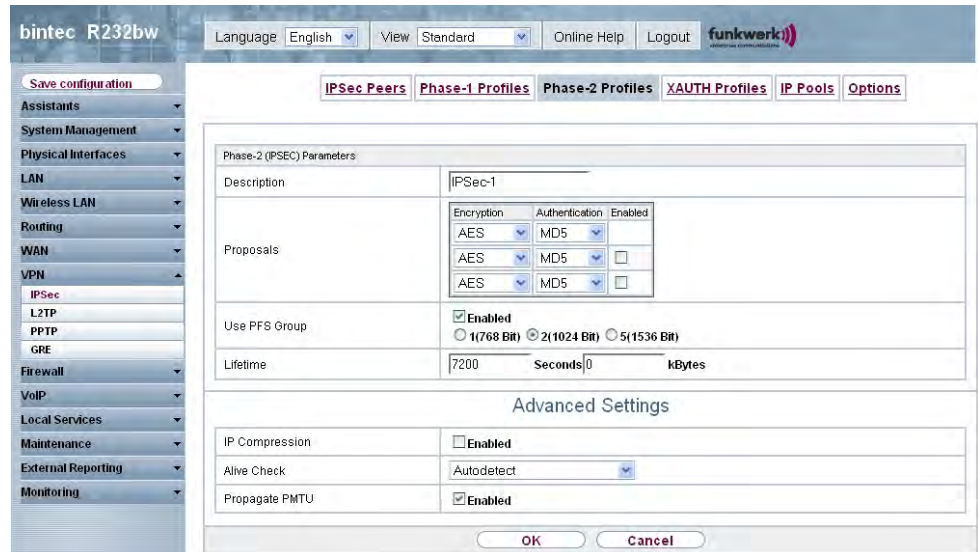 bintec R232bw
Language English View Standard Online Help Logout funkwerk
Save configuration
Assistants
System Management
Physical Interfaces
LAN
Wireless LAN
Routing
WAN
VPN
IPSec
L2TP
PPTP
GRE
Firewall
VoIP
Local Services
Maintenance
External Reporting
Monitoring
IPSec Peers Phase-1 Profiles Phase-2 Profiles XAUTH Profiles IP Pools Options
Phase-2 (IPSEC) Parameters
Description IPSec-1
Proposals
Encryption Authentication Enabled
AES MD5
AES MD5
AES MD5
Use PFS Group
Enabled
1(768 Bit) 2(1024 Bit) 5(1536 Bit)
Lifetime 7200 Seconds 0 kBytes
Advanced Settings
IP Compression Enabled
Alive Check Autodetect
Propagate PMTU Enabled
OK Cancel